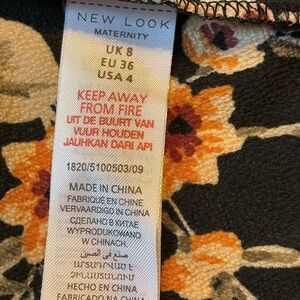 NEW LOOK
MATERNITY
UK 8
EU 36
USA 4
KEEP AWAY
FROM FIRE
UIT DE BUURT VAN
VUUR HOUDEN
JAUHKAN DARI API
1820/5100503/09
MADE IN CHINA
FABRIQUÉ EN CHINE
VERVAARDIGD IN CHINA
СДЕЛАНО В КИТАЕ
WYPRODUKOWANO
W CHINACH
صنع في الصين
HECHO EN CHINA
FABRICADO NA CHINA